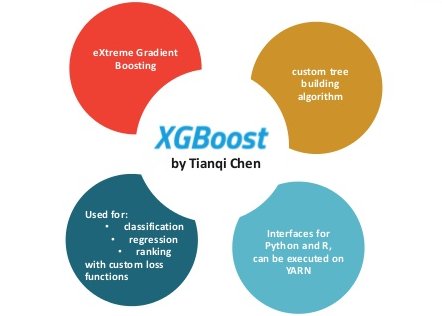 eXtreme Gradient
Boosting
custom tree
building
algorithm
XGBoost
by Tianqi Chen
Used for:
• classification
• regression
• ranking
with custom loss
functions
Interfaces for
Python and R,
can be executed on
YARN